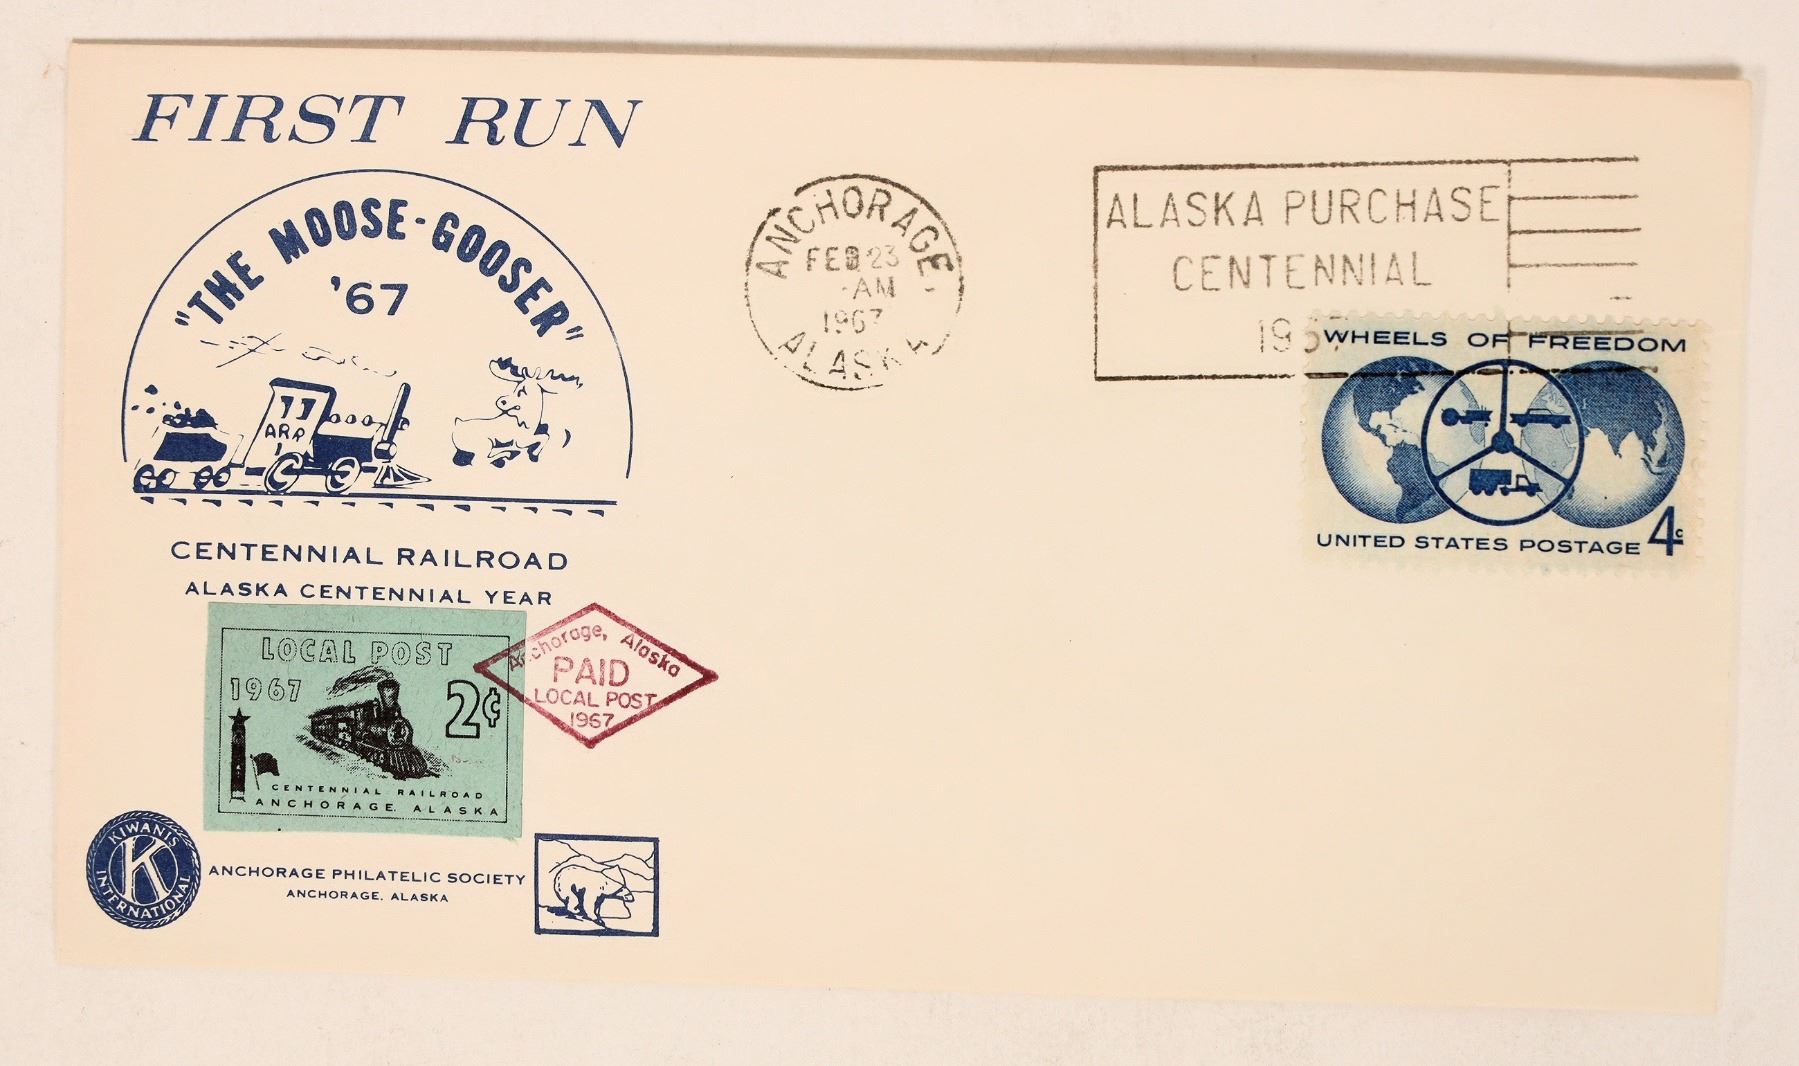 FIRST RUN
"THE MOOSE-GOOSER"
'67
ARR
1
CENTENNIAL RAILROAD
ALASKA CENTENNIAL YEAR
LOCAL POST
1967
2¢
CENTENNIAL RAILROAD
ANCHORAGE, ALASKA
Anchorage, Alaska
PAID
LOCAL POST
1967
KIWANIS
K
INTERNATIONAL
ANCHORAGE PHILATELIC SOCIETY
ANCHORAGE, ALASKA
ANCHORAGE
FEB 23
AM
1967
ALASKA
ALASKA PURCHASE
CENTENNIAL
1967
WHEELS OF FREEDOM
UNITED STATES POSTAGE 4c